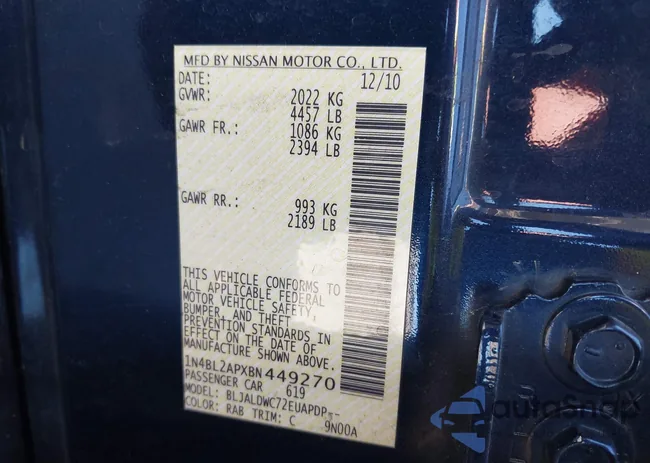 MFD BY NISSAN MOTOR CO., LTD.
DATE: 12/10
GVWR: 2022 KG
4457 LB
GAWR FR.: 1086 KG
2394 LB
GAWR RR.: 993 KG
2189 LB
THIS VEHICLE CONFORMS TO
ALL APPLICABLE FEDERAL
MOTOR VEHICLE SAFETY,
BUMPER, AND THEFT
PREVENTION STANDARDS IN
EFFECT ON THE DATE OF
MANUFACTURE SHOWN ABOVE.
1N4BL2APXBN 449270
PASSENGER CAR 619
MODEL: BLJALDWC72EUAPDP--
COLOR: RAB TRIM: C 9N00A
autoSnap